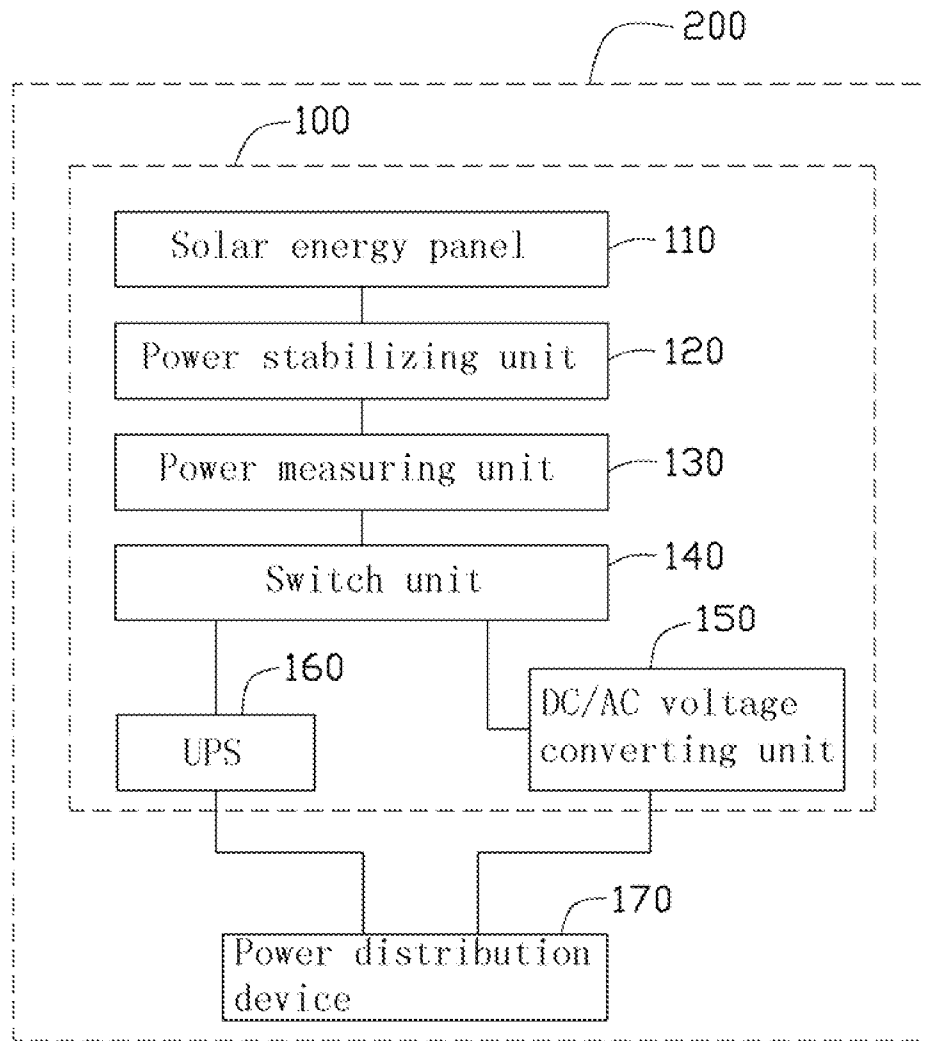 200
100
Solar energy panel
110
Power stabilizing unit
120
Power measuring unit
130
Switch unit
140
150
160
DC/AC voltage
converting unit
UPS
170
Power distribution
device